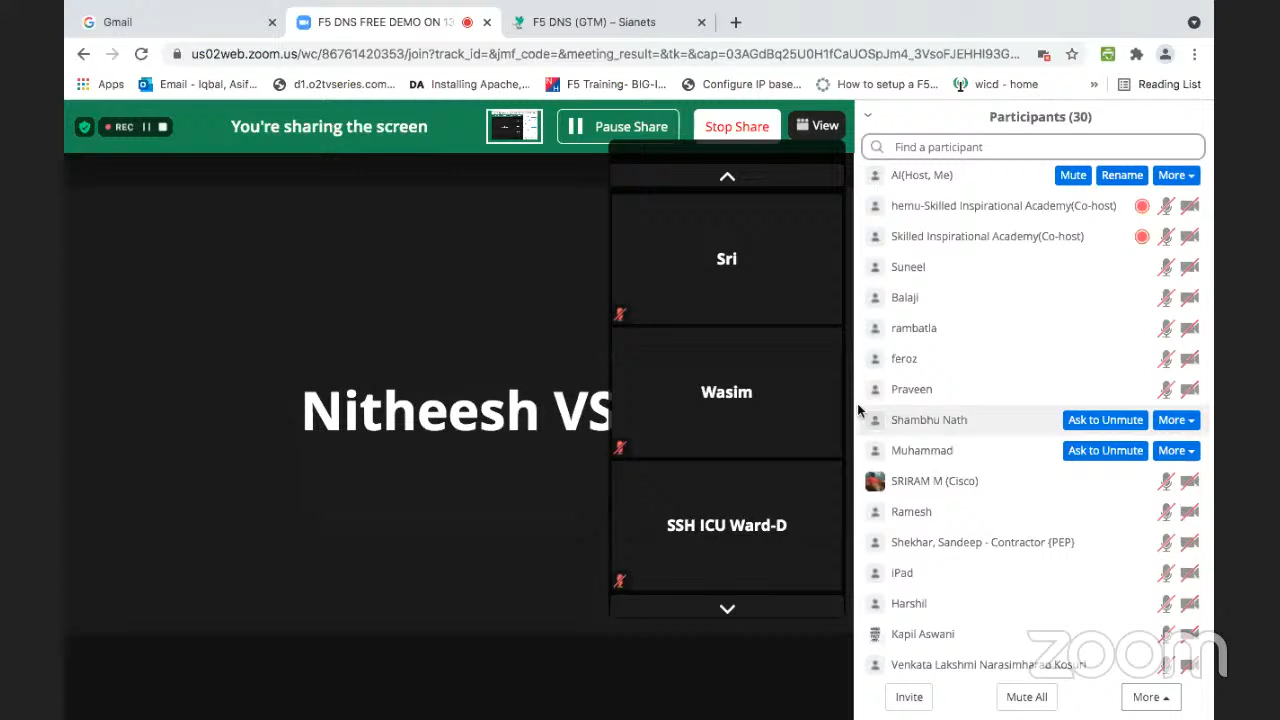 Gmail
F5 DNS FREE DEMO ON 13
F5 DNS (GTM) – Sianets
us02web.zoom.us/wc/86761420353/join?track_id=&jmf_code=&meeting_result=&tk=&cap=03AGdBq25U0H1fCaUOSpJm4_3VsoFJEHHI93G...
Apps
Email - Iqbal, Asif...
d1.o2tvseries.com...
DA Installing Apache,...
F5 Training- BIG-I...
Configure IP base...
How to setup a F5...
wicd - home
»
Reading List
REC
You're sharing the screen
Pause Share
Stop Share
View
Participants (30)
Find a participant
Sri
Wasim
SSH ICU Ward-D
Nitheesh VS
AI(Host, Me)
Mute
Rename
More
hemu-Skilled Inspirational Academy(Co-host)
Skilled Inspirational Academy(Co-host)
Suneel
Balaji
rambatla
feroz
Praveen
Shambhu Nath
Ask to Unmute
More
Muhammad
Ask to Unmute
More
SRIRAM M (Cisco)
Ramesh
Shekhar, Sandeep - Contractor {PEP}
iPad
Harshil
Kapil Aswani
Venkata Lakshmi Narasimharao Kosuri
Invite
Mute All
More
zoom